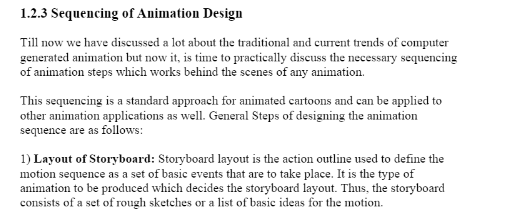 1.2.3 Sequencing of Animation Design
Till now we have discussed a lot about the traditional and current trends of computer
generated animation but now it, is time to practically discuss the necessary sequencing
of animation steps which works behind the scenes of any animation.
This sequencing is a standard approach for animated cartoons and can be applied to
other animation applications as well. General Steps of designing the animation
sequence are as follows:
1) Layout of Storyboard: Storyboard layout is the action outline used to define the
motion sequence as a set of basic events that are to take place. It is the type of
animation to be produced which decides the storyboard layout. Thus, the storyboard
consists of a set of rough sketches or a list of basic ideas for the motion.